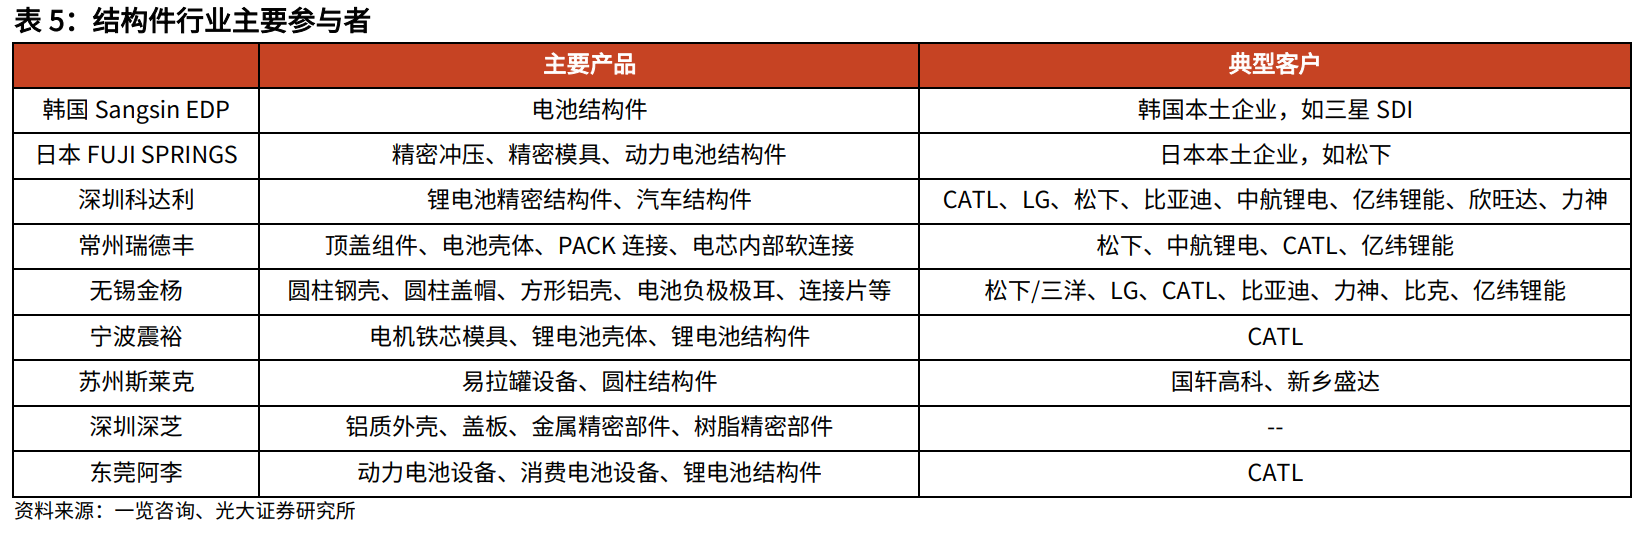 表 5：结构件行业主要参与者
主要产品 典型客户
韩国 Sangsin EDP 电池结构件 韩国本土企业，如三星 SDI
日本 FUJI SPRINGS 精密冲压、精密模具、动力电池结构件 日本本土企业，如松下
深圳科达利 锂电池精密结构件、汽车结构件 CATL、LG、松下、比亚迪、中航锂电、亿纬锂能、欣旺达、力神
常州瑞德丰 顶盖组件、电池壳体、PACK 连接、电芯内部软连接 松下、中航锂电、CATL、亿纬锂能
无锡金杨 圆柱钢壳、圆柱盖帽、方形铝壳、电池负极极耳、连接片等 松下/三洋、LG、CATL、比亚迪、力神、比克、亿纬锂能
宁波震裕 电机铁芯模具、锂电池壳体、锂电池结构件 CATL
苏州斯莱克 易拉罐设备、圆柱结构件 国轩高科、新乡盛达
深圳深芝 铝质外壳、盖板、金属精密部件、树脂精密部件 --
东莞阿李 动力电池设备、消费电池设备、锂电池结构件 CATL
资料来源：一览咨询、光大证券研究所